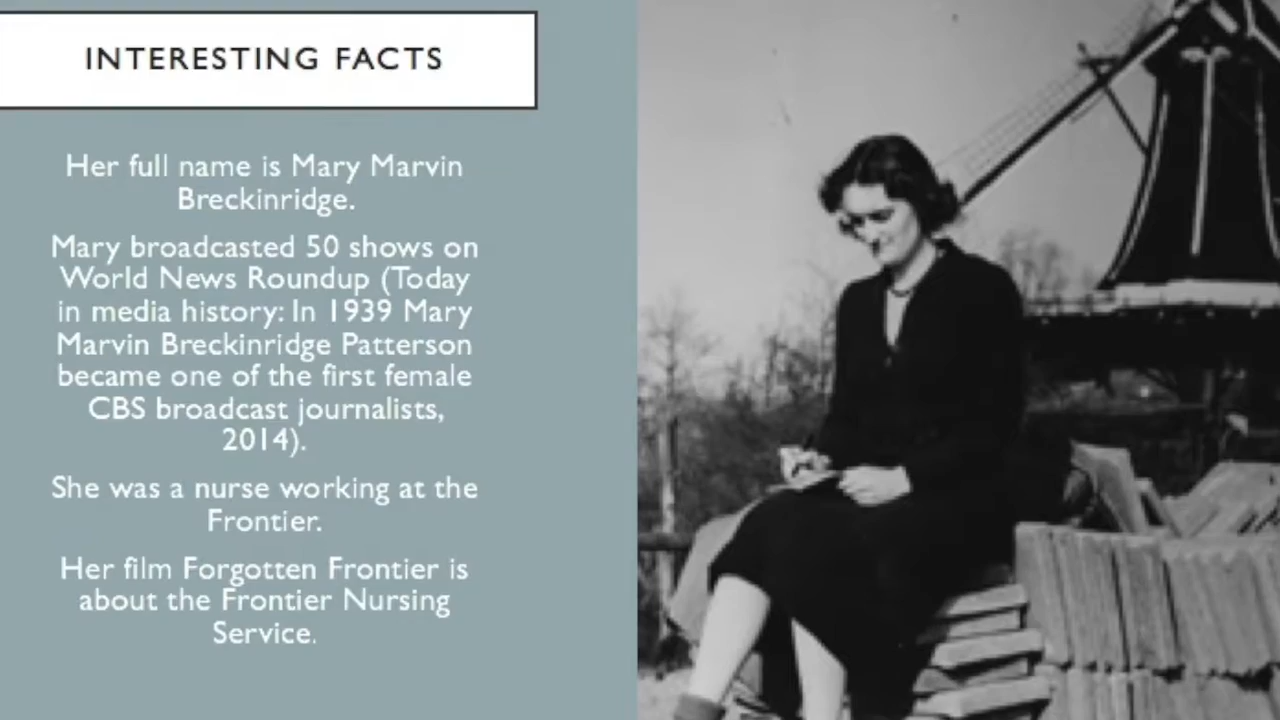 INTERESTING FACTS
Her full name is Mary Marvin
Breckinridge.
Mary broadcasted 50 shows on
World News Roundup (Today
in media history: In 1939 Mary
Marvin Breckinridge Patterson
became one of the first female
CBS broadcast journalists,
2014).
She was a nurse working at the
Frontier.
Her film Forgotten Frontier is
about the Frontier Nursing
Service.